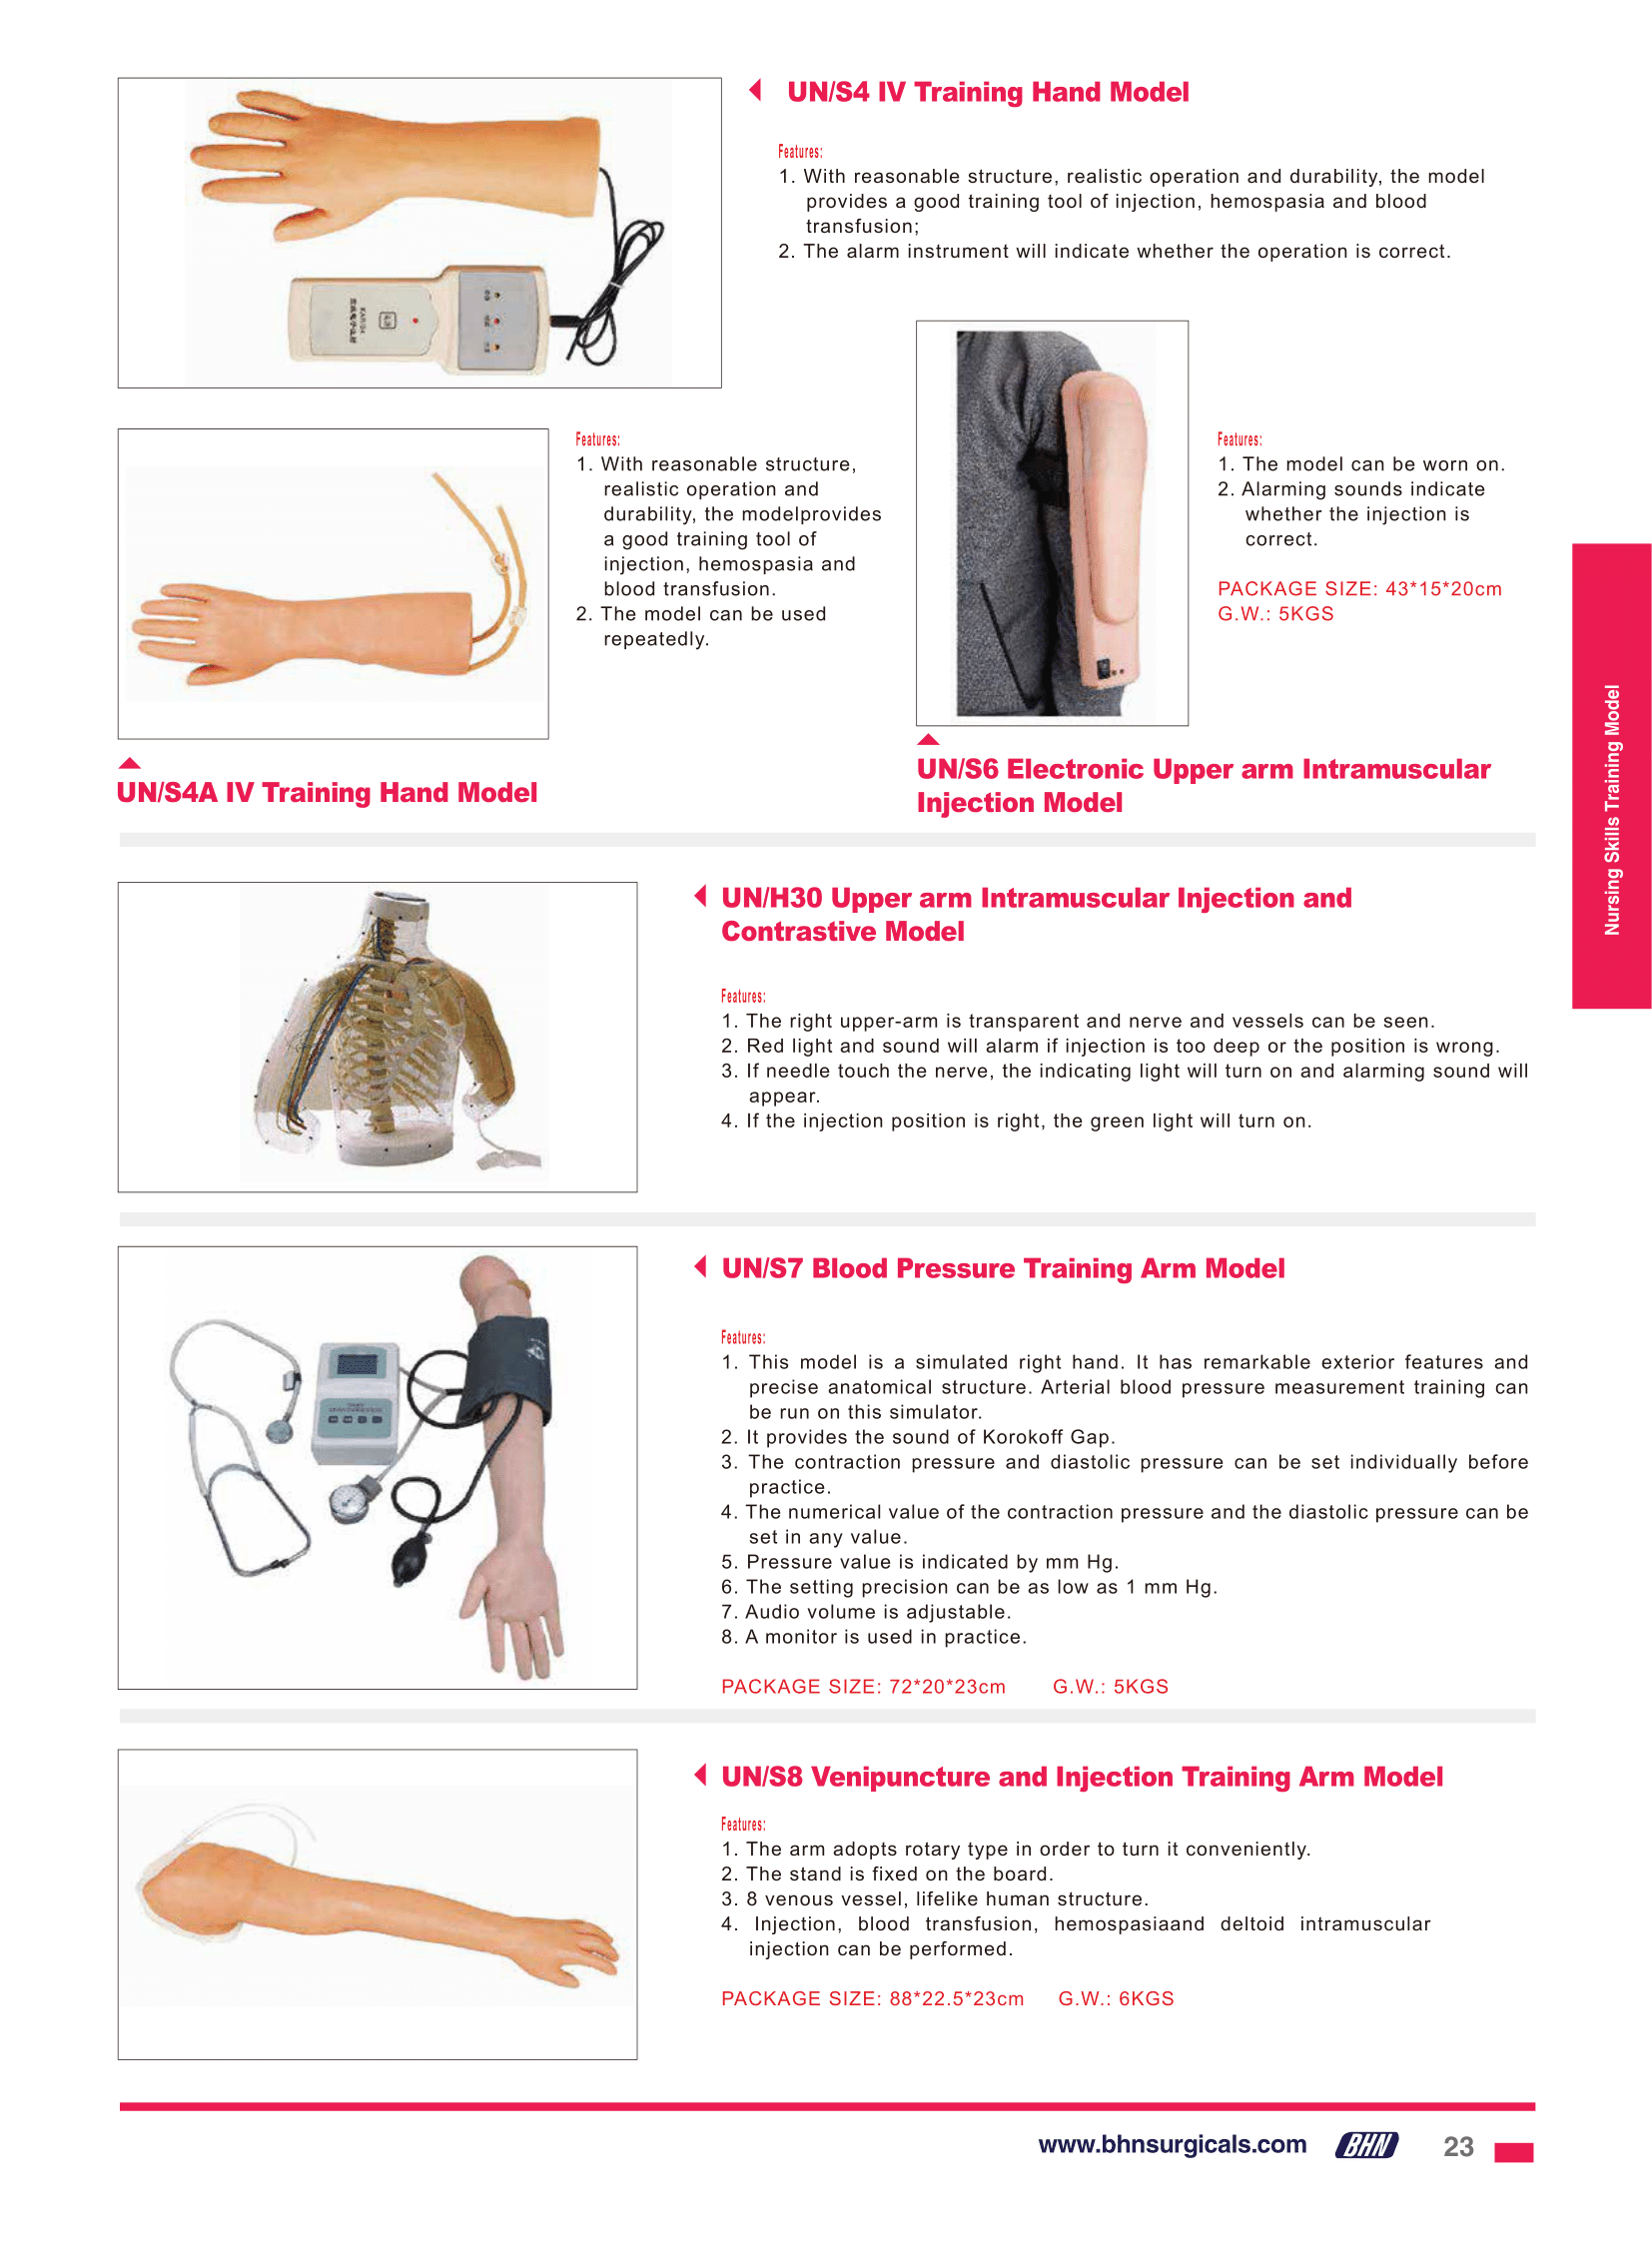 UN/S4 IV Training Hand Model
Features:
1. With reasonable structure, realistic operation and durability, the model
provides a good training tool of injection, hemospasia and blood
transfusion;
2. The alarm instrument will indicate whether the operation is correct.
Features:
1. With reasonable structure,
realistic operation and
durability, the modelprovides
a good training tool of
injection, hemospasia and
blood transfusion.
2. The model can be used
repeatedly.
UN/S4A IV Training Hand Model
Features:
1. The model can be worn on.
2. Alarming sounds indicate
whether the injection is
correct.
PACKAGE SIZE: 43*15*20cm
G.W.: 5KGS
UN/S6 Electronic Upper arm Intramuscular
Injection Model
Nursing Skills Training Model
UN/H30 Upper arm Intramuscular Injection and
Contrastive Model
Features:
1. The right upper-arm is transparent and nerve and vessels can be seen.
2. Red light and sound will alarm if injection is too deep or the position is wrong.
3. If needle touch the nerve, the indicating light will turn on and alarming sound will
appear.
4. If the injection position is right, the green light will turn on.
UN/S7 Blood Pressure Training Arm Model
Features:
1. This model is a simulated right hand. It has remarkable exterior features and
precise anatomical structure. Arterial blood pressure measurement training can
be run on this simulator.
2. It provides the sound of Korokoff Gap.
3. The contraction pressure and diastolic pressure can be set individually before
practice.
4. The numerical value of the contraction pressure and the diastolic pressure can be
set in any value.
5. Pressure value is indicated by mm Hg.
6. The setting precision can be as low as 1 mm Hg.
7. Audio volume is adjustable.
8. A monitor is used in practice.
PACKAGE SIZE: 72*20*23cm G.W.: 5KGS
UN/S8 Venipuncture and Injection Training Arm Model
Features:
1. The arm adopts rotary type in order to turn it conveniently.
2. The stand is fixed on the board.
3. 8 venous vessel, lifelike human structure.
4. Injection, blood transfusion, hemospasiaand deltoid intramuscular
injection can be performed.
PACKAGE SIZE: 88*22.5*23cm G.W.: 6KGS
www.bhnsurgicals.com BHN 23